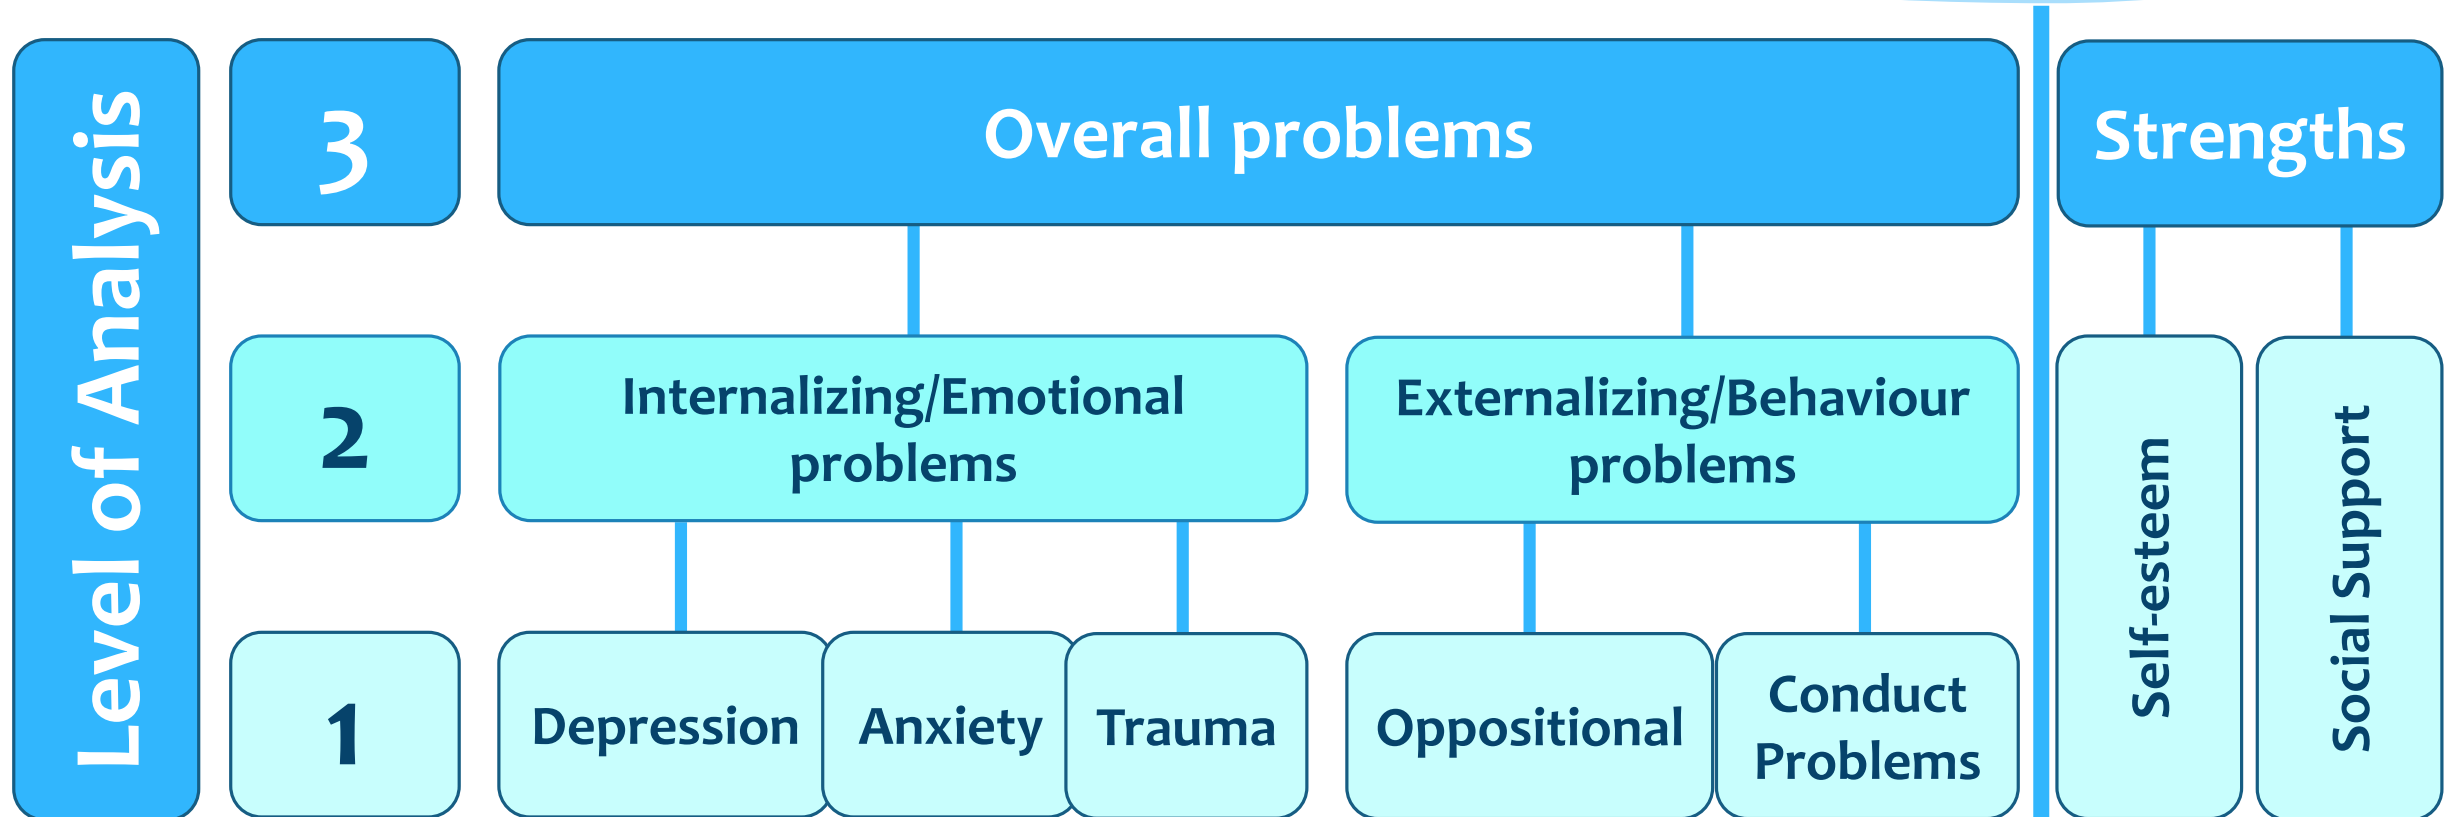 Level of Analysis
3
Overall problems
Strengths
2
Internalizing/Emotional
problems
Externalizing/Behaviour
problems
Self-esteem
Social Support
1
Depression
Anxiety
Trauma
Oppositional
Conduct
Problems